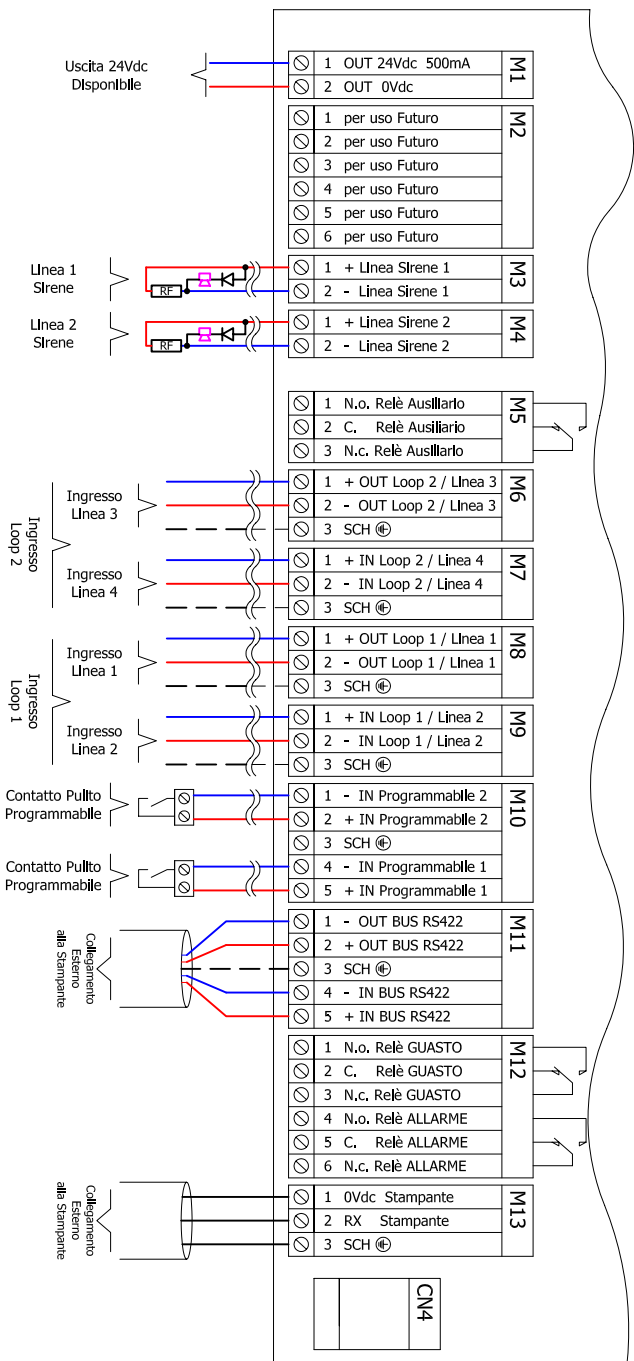 Uscita 24Vdc
Disponibile
1 OUT 24Vdc 500mA
2 OUT 0Vdc
M1
1 per uso Futuro
2 per uso Futuro
3 per uso Futuro
4 per uso Futuro
5 per uso Futuro
6 per uso Futuro
M2
Linea 1
Sirene
RF
1 + Linea Sirene 1
2 - Linea Sirene 1
M3
Linea 2
Sirene
RF
1 + Linea Sirene 2
2 - Linea Sirene 2
M4
1 N.o. Relè Ausiliario
2 C. Relè Ausiliario
3 N.c. Relè Ausiliario
M5
Ingresso
Loop 2
Ingresso
Linea 3
1 + OUT Loop 2 / Linea 3
2 - OUT Loop 2 / Linea 3
3 SCH
M6
Ingresso
Linea 4
1 + IN Loop 2 / Linea 4
2 - IN Loop 2 / Linea 4
3 SCH
M7
Ingresso
Loop 1
Ingresso
Linea 1
1 + OUT Loop 1 / Linea 1
2 - OUT Loop 1 / Linea 1
3 SCH
M8
Ingresso
Linea 2
1 + IN Loop 1 / Linea 2
2 - IN Loop 1 / Linea 2
3 SCH
M9
Contatto Pulito
Programmabile
1 - IN Programmabile 2
2 + IN Programmabile 2
3 SCH
M10
Contatto Pulito
Programmabile
4 - IN Programmabile 1
5 + IN Programmabile 1
Collegamento
Esterno
alla Stampante
1 - OUT BUS RS422
2 + OUT BUS RS422
3 SCH
4 - IN BUS RS422
5 + IN BUS RS422
M11
1 N.o. Relè GUASTO
2 C. Relè GUASTO
3 N.c. Relè GUASTO
4 N.o. Relè ALLARME
5 C. Relè ALLARME
6 N.c. Relè ALLARME
M12
Collegamento
Esterno
alla Stampante
1 0Vdc Stampante
2 RX Stampante
3 SCH
M13
CN4